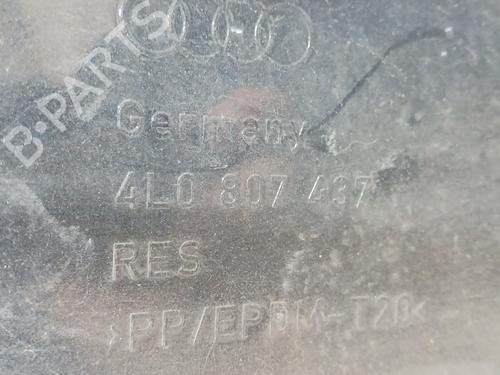 B-PARTS
Germany
4L0 807 437
RES
>PP/EPDM-T20<